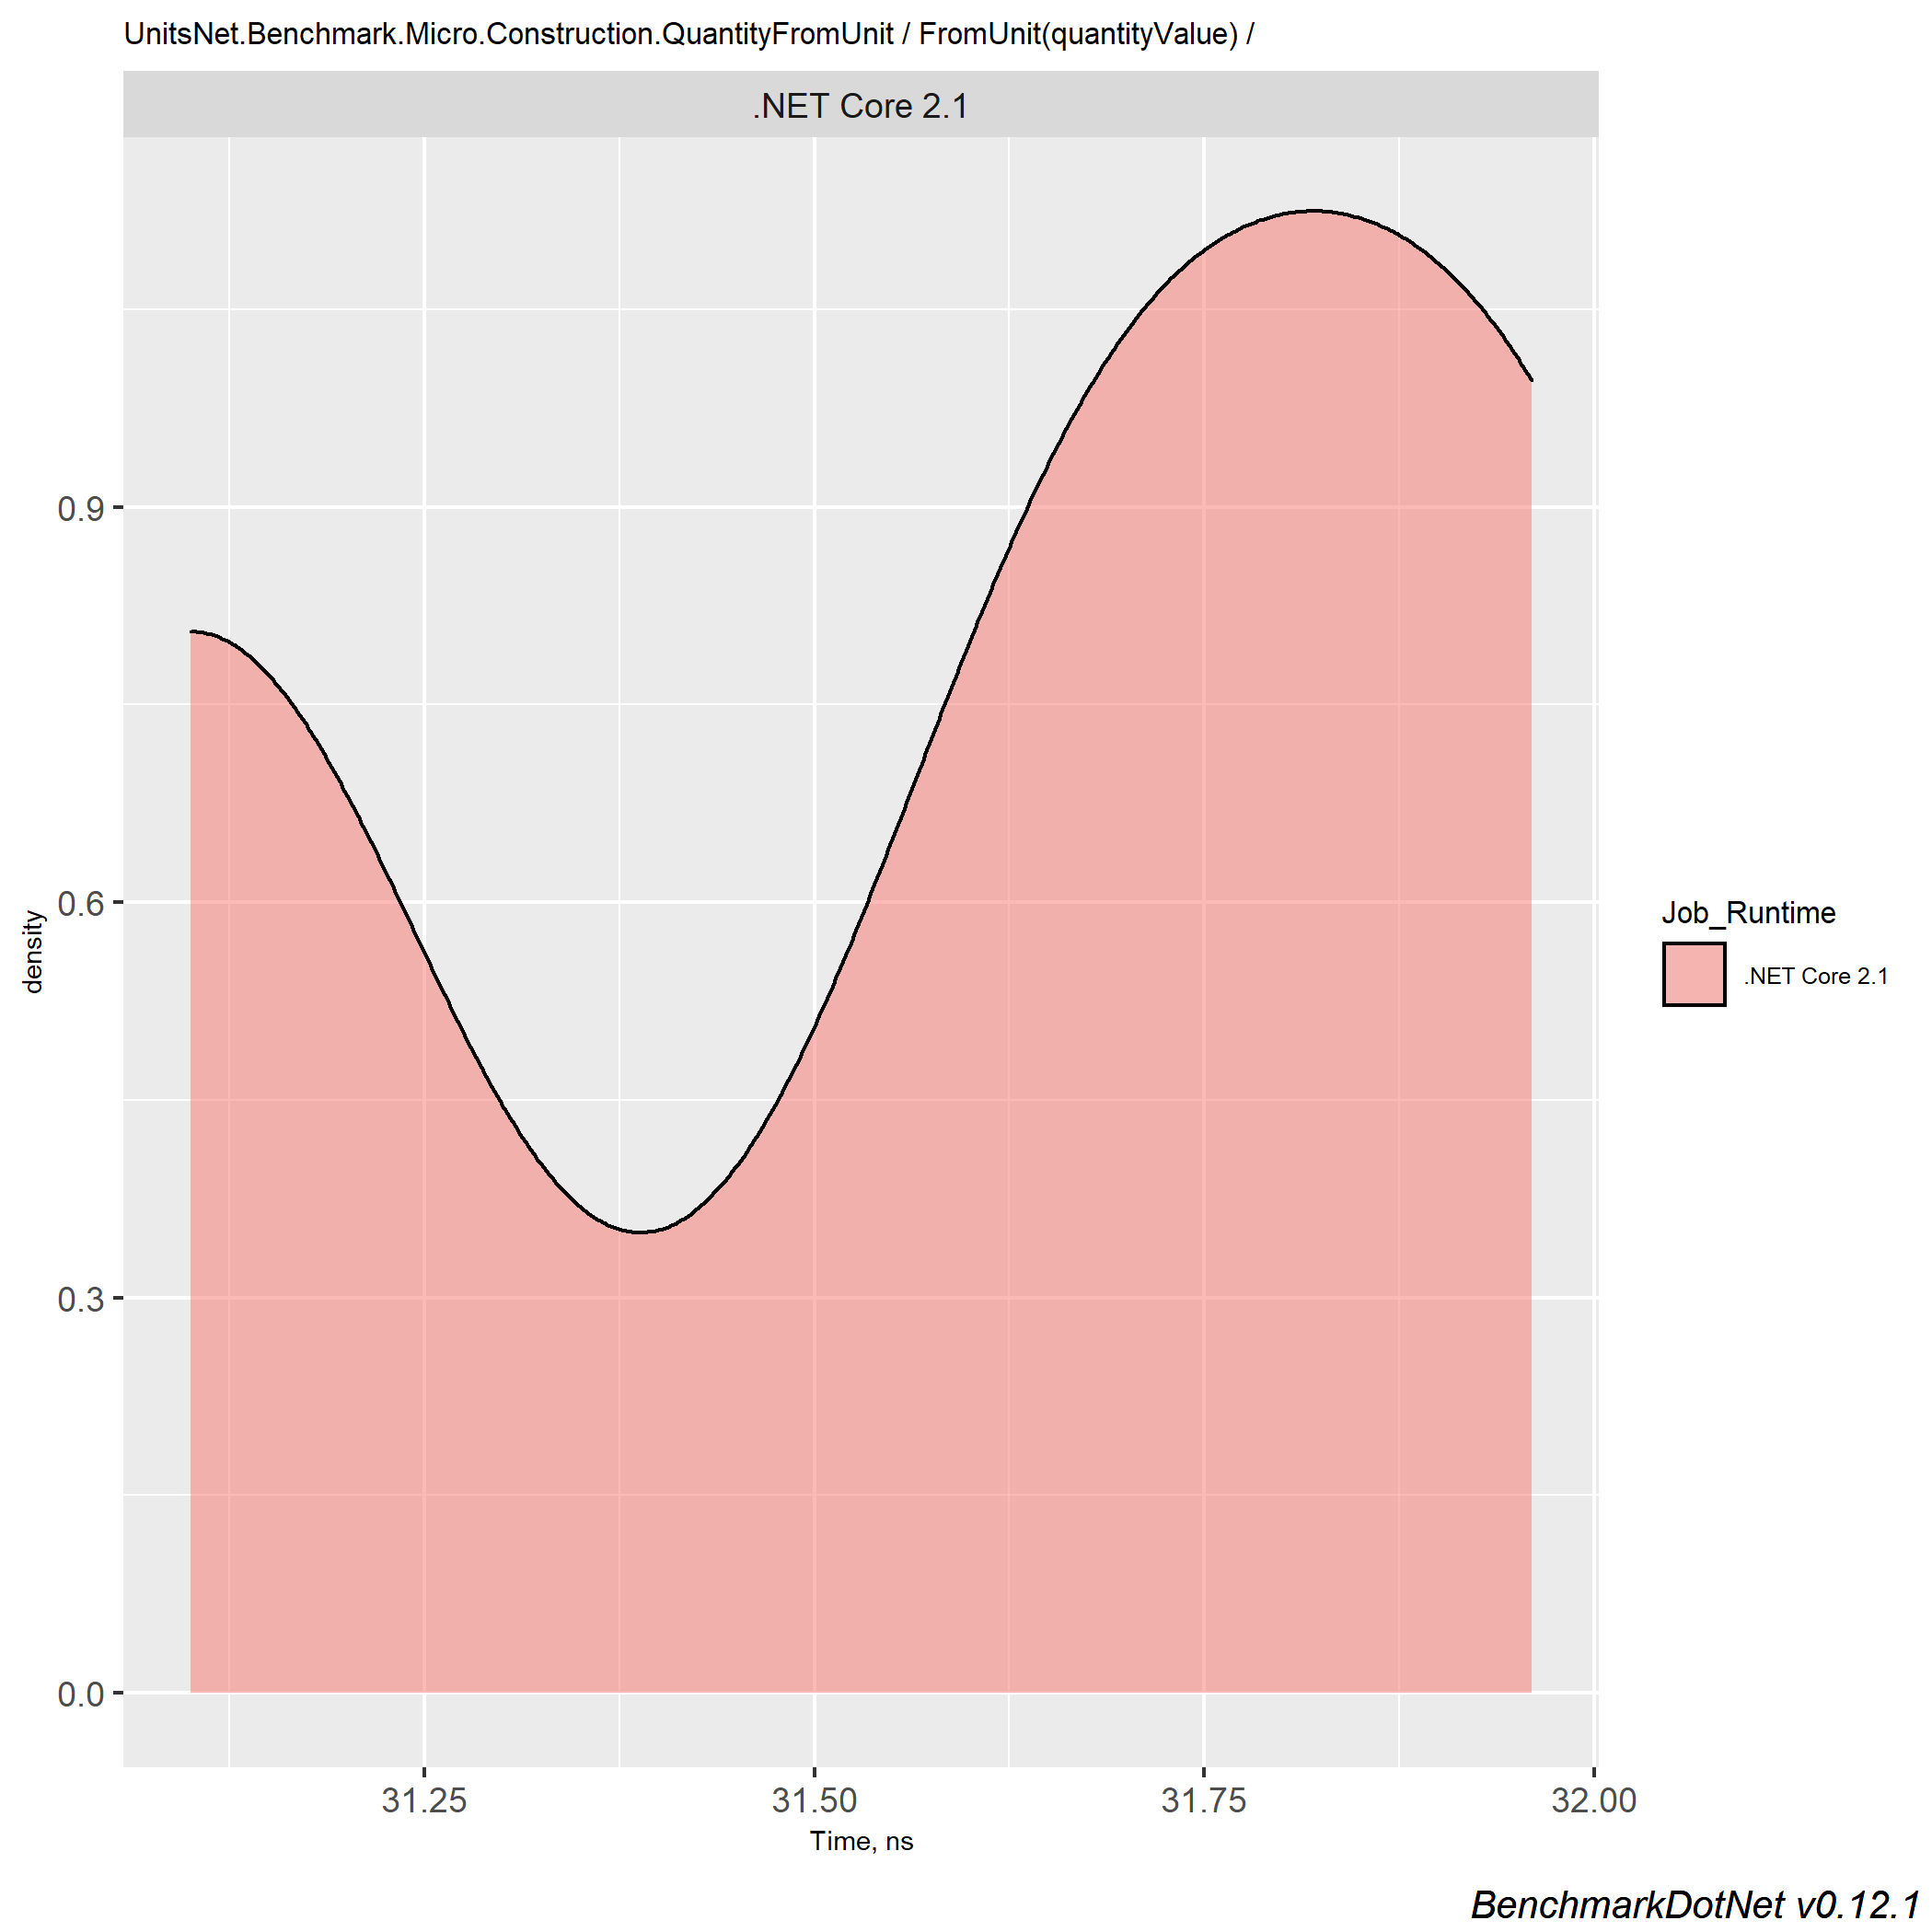 UnitsNet.Benchmark.Micro.Construction.QuantityFromUnit / FromUnit(quantityValue) /
.NET Core 2.1
0.9
0.6
0.3
0.0
density
31.25 31.50 31.75 32.00
Time, ns
Job_Runtime
.NET Core 2.1
BenchmarkDotNet v0.12.1